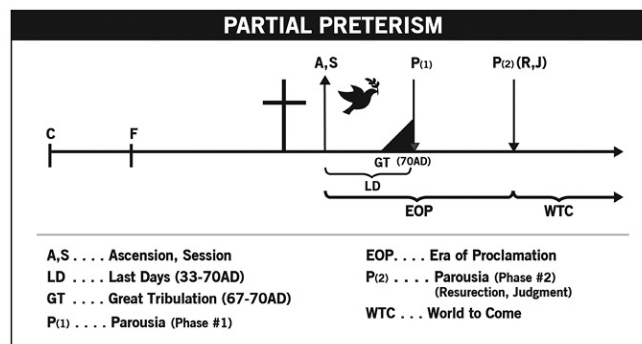 PARTIAL PRETERISM
A,S
P(1)
P(2) (R,J)
C
F
GT (70AD)
LD
EOP
WTC
A,S . . . . Ascension, Session
LD . . . . Last Days (33-70AD)
GT . . . . Great Tribulation (67-70AD)
P(1) . . . . Parousia (Phase #1)
EOP. . . . Era of Proclamation
P(2) . . . . Parousia (Phase #2)
(Resurection, Judgment)
WTC . . . World to Come